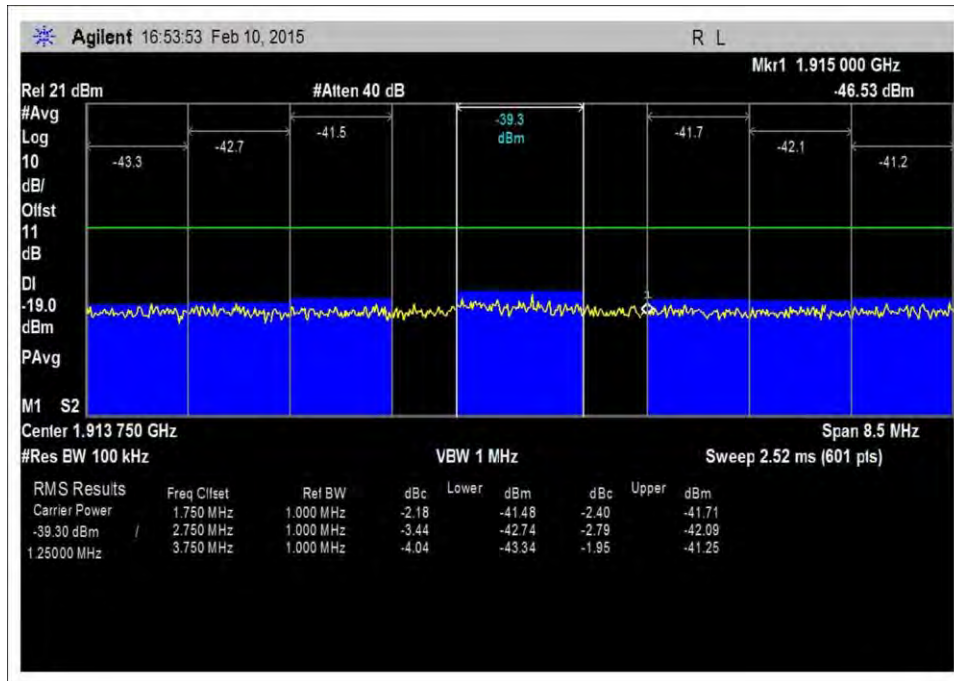 Agilent 16:53:53 Feb 10, 2015 R L
Mkr1 1.915 000 GHz
Rel 21 dBm #Atten 40 dB -46.53 dBm
#Avg
Log
10
dB/
Offst
11
dB
DI
-19.0
dBm
PAvg
M1 S2
-43.3
-42.7
-41.5
-39.3
dBm
-41.7
-42.1
-41.2
1
Center 1.913 750 GHz Span 8.5 MHz
#Res BW 100 kHz VBW 1 MHz Sweep 2.52 ms (601 pts)
RMS Results Freq Clfset Ref BW dBc Lower dBm dBc Upper dBm
Carrier Power 1.750 MHz 1.000 MHz -2.18 -41.48 -2.40 -41.71
-39.30 dBm / 2.750 MHz 1.000 MHz -3.44 -42.74 -2.79 -42.09
1.25000 MHz 3.750 MHz 1.000 MHz -4.04 -43.34 -1.95 -41.25